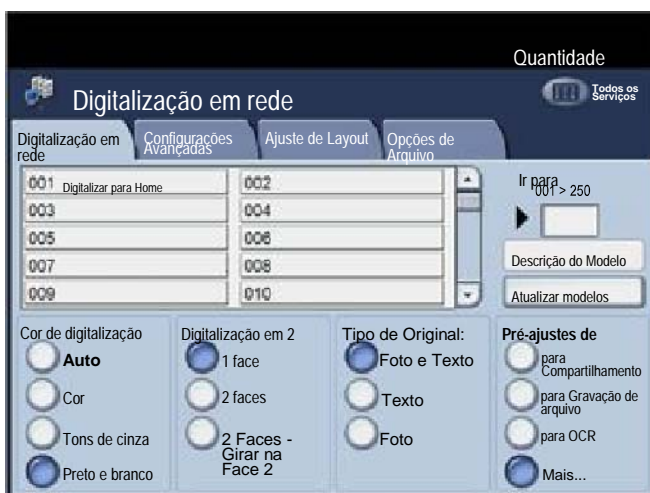 Quantidade
Digitalização em rede
Todos os
Serviços
Digitalização em
rede
Configurações
Avançadas
Ajuste de Layout
Opções de
Arquivo
001 Digitalizar para Home
002
003
004
005
006
007
008
009
010
Ir para
001 > 250
Descrição do Modelo
Atualizar modelos
Cor de digitalização
Auto
Cor
Tons de cinza
Preto e branco
Digitalização em 2
1 face
2 faces
2 Faces -
Girar na
Face 2
Tipo de Original:
Foto e Texto
Texto
Foto
Pré-ajustes de
para
Compartilhamento
para Gravação de
arquivo
para OCR
Mais...